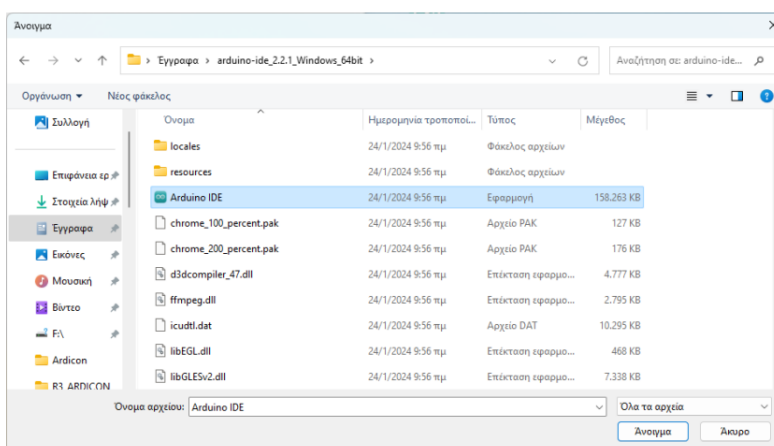 Άνοιγμα
Έγγραφα > arduino-ide_2.2.1_Windows_64bit >
Αναζήτηση σε: arduino-ide...
Οργάνωση
Νέος φάκελος
Συλλογή
Επιφάνεια ερ
Στοιχεία λήψ
Έγγραφα
Εικόνες
Μουσική
Βίντεο
F:\
Ardicon
R3 ARDICON
Όνομα Ημερομηνία τροποποί... Τύπος Μέγεθος
locales 24/1/2024 9:56 πμ Φάκελος αρχείων
resources 24/1/2024 9:56 πμ Φάκελος αρχείων
Arduino IDE 24/1/2024 9:56 πμ Εφαρμογή 158.263 KB
chrome_100_percent.pak 24/1/2024 9:56 πμ Αρχείο PAK 127 KB
chrome_200_percent.pak 24/1/2024 9:56 πμ Αρχείο PAK 176 KB
d3dcompiler_47.dll 24/1/2024 9:56 πμ Επέκταση εφαρμο... 4.777 KB
ffmpeg.dll 24/1/2024 9:56 πμ Επέκταση εφαρμο... 2.795 KB
icudtl.dat 24/1/2024 9:56 πμ Αρχείο DAT 10.295 KB
libEGL.dll 24/1/2024 9:56 πμ Επέκταση εφαρμο... 468 KB
libGLESv2.dll 24/1/2024 9:56 πμ Επέκταση εφαρμο... 7.338 KB
Όνομα αρχείου: Arduino IDE
Όλα τα αρχεία
Άνοιγμα
Άκυρο